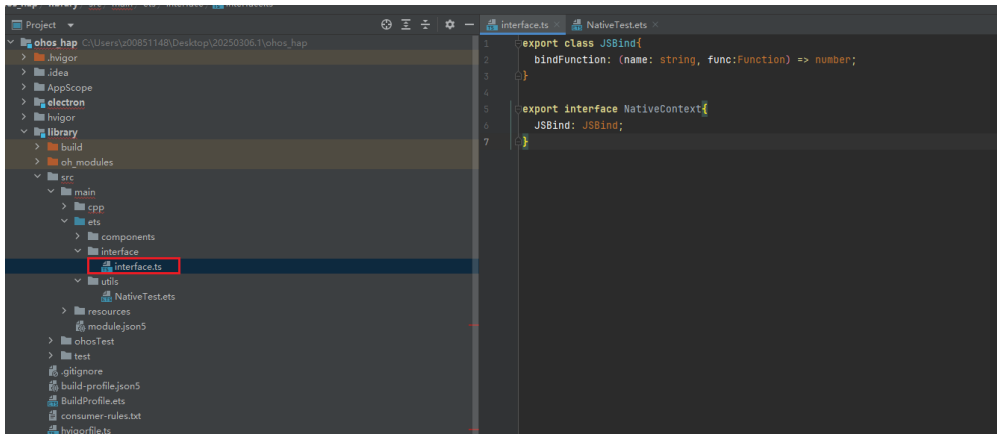 Project
interface.ts
NativeTest.ets
ohos_hap C:\Users\z00851148\Desktop\20250306.1\ohos_hap
.hvigor
.idea
AppScope
electron
hvigor
library
build
oh_modules
src
main
cpp
ets
components
interface
interface.ts
utils
NativeTest.ets
resources
module.json5
ohosTest
test
.gitignore
build-profile.json5
BuildProfile.ets
consumer-rules.txt
hvigorfile.ts
1 export class JSBind{
2 bindFunction: (name: string, func:Function) => number;
3 }
4
5 export interface NativeContext{
6 JSBind: JSBind;
7 }